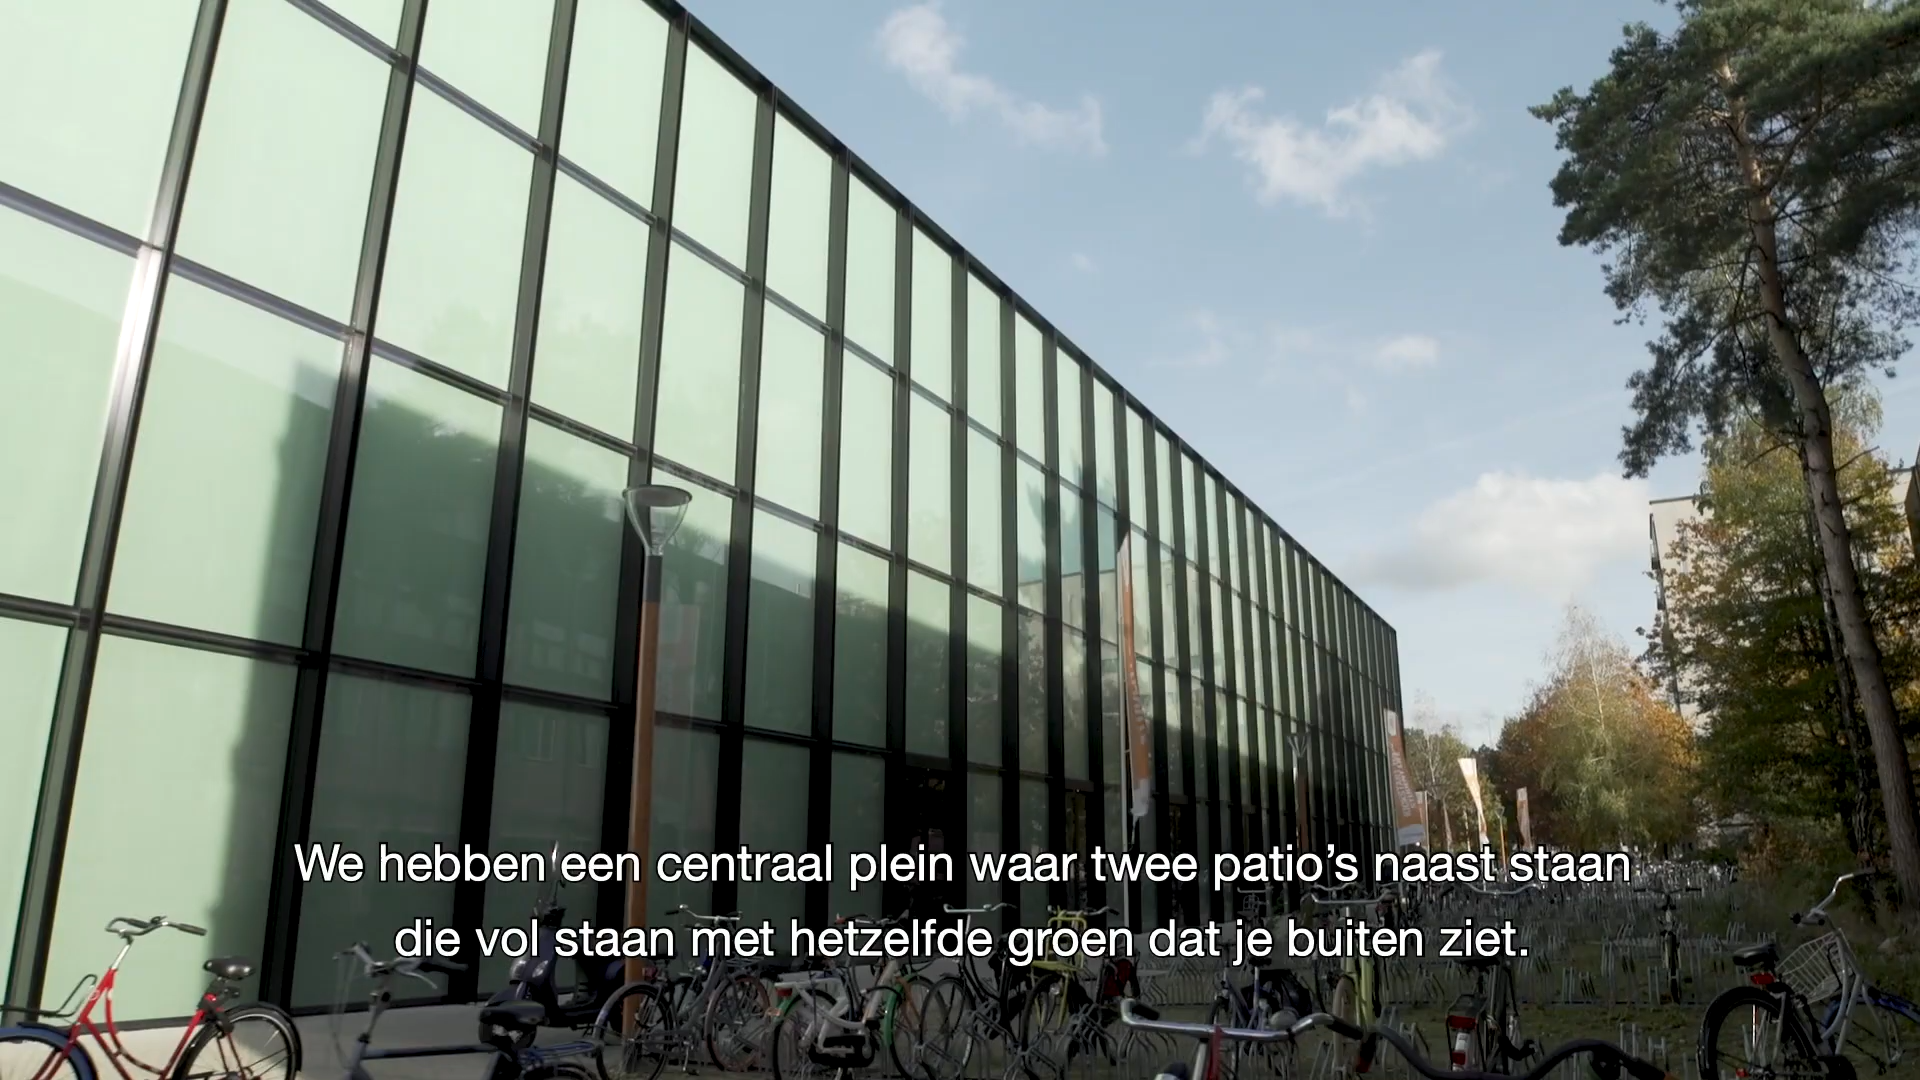 We hebben een centraal plein waar twee patio’s naast staan
die vol staan met hetzelfde groen dat je buiten ziet.